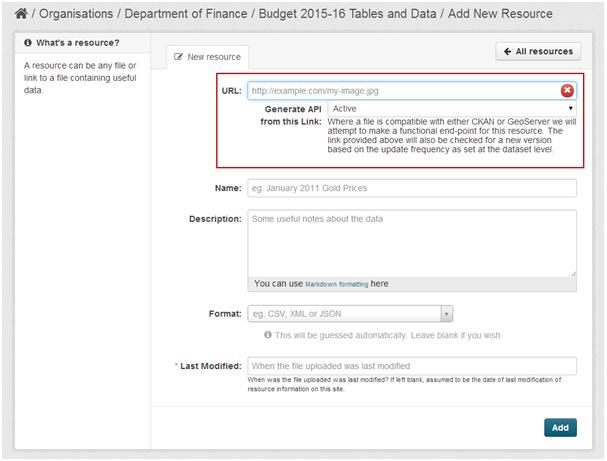 / Organisations / Department of Finance / Budget 2015-16 Tables and Data / Add New Resource
What's a resource?
A resource can be any file or
link to a file containing useful
data.
New resource
All resources
URL:
http://example.com/my-image.jpg
Generate API
from this Link:
Active
Where a file is compatible with either CKAN or GeoServer we will
attempt to make a functional end-point for this resource. The
link provided above will also be checked for a new version
based on the update frequency as set at the dataset level.
Name:
eg. January 2011 Gold Prices
Description:
Some useful notes about the data
You can use Markdown formatting here
Format:
eg. CSV, XML or JSON
This will be guessed automatically. Leave blank if you wish
* Last Modified:
When the file uploaded was last modified
When was the file uploaded was last modified? If left blank, assumed to be the date of last modification of
resource information on this site.
Add